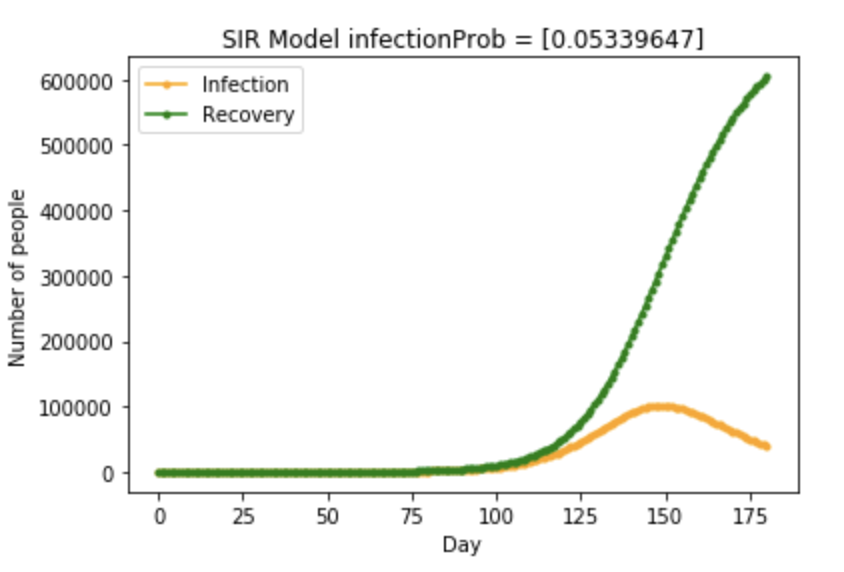 SIR Model infectionProb = [0.05339647]
Infection
Recovery
600000
500000
400000
300000
200000
100000
0
Number of people
0 25 50 75 100 125 150 175
Day